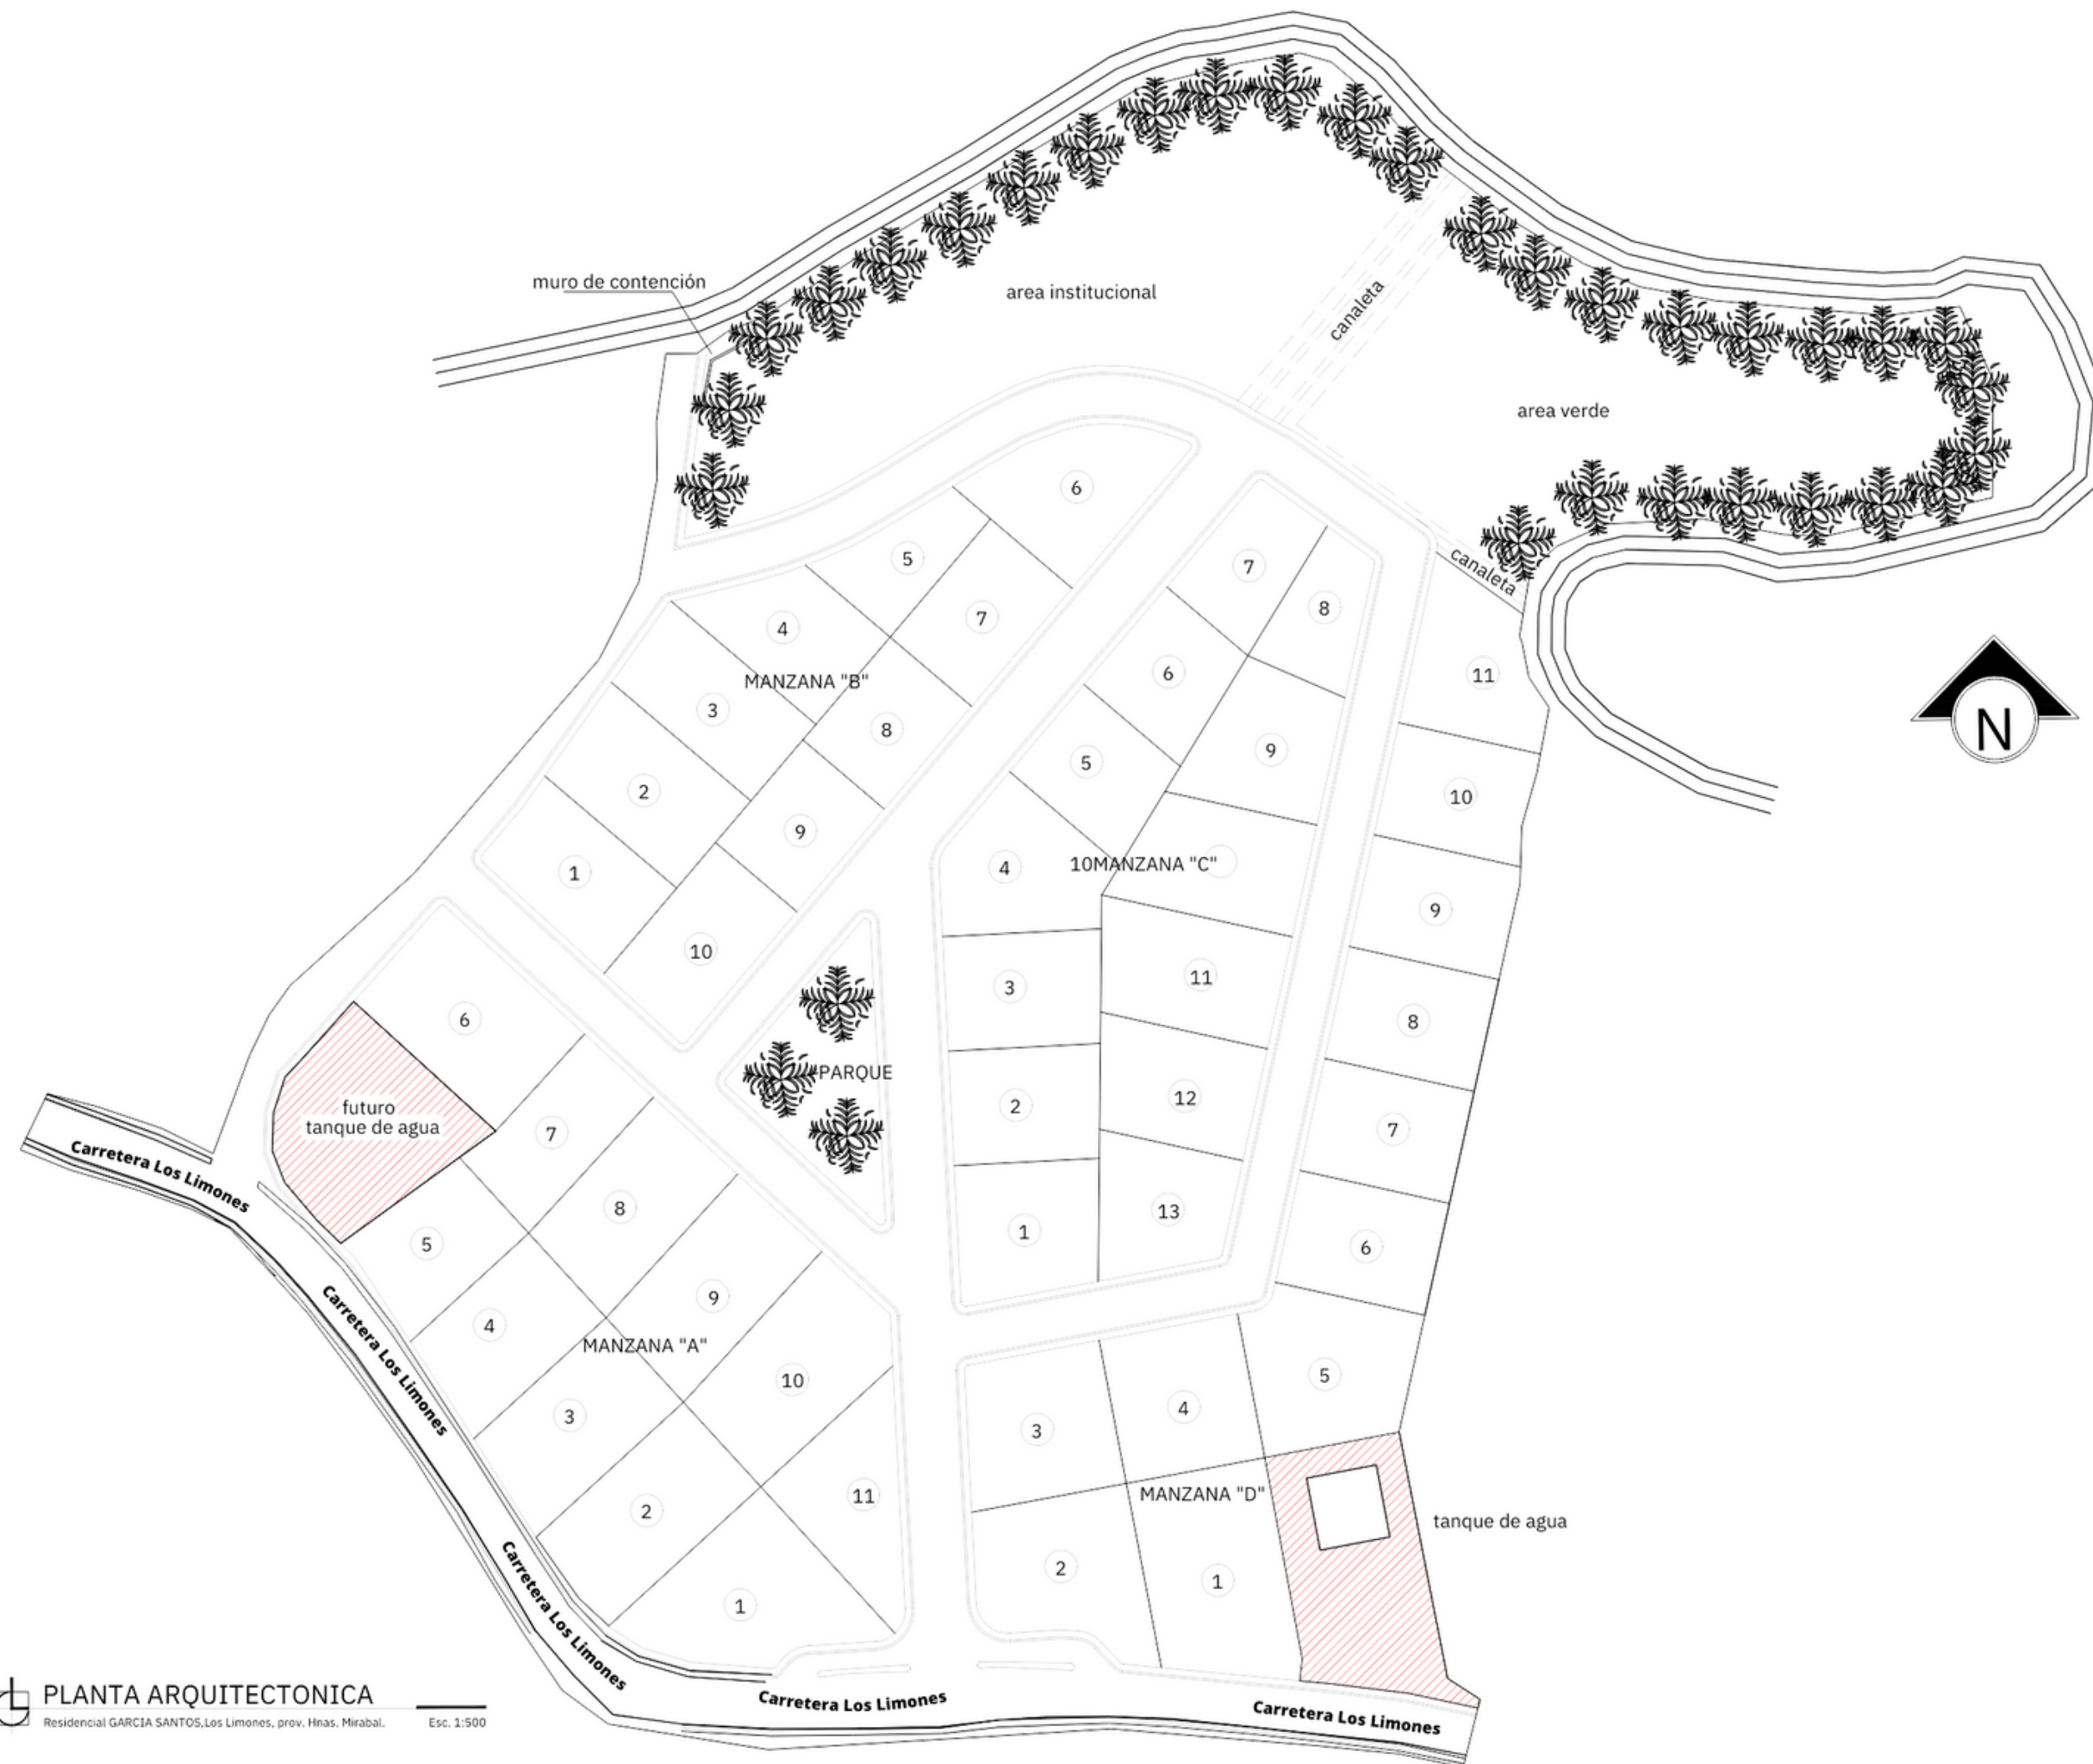 muro de contención
area institucional
canaleta
area verde
canaleta
6
5
7
4
8
MANZANA "B"
3
2
9
1
10
7
8
6
9
5
4
10MANZANA "C"
3
11
2
12
1
13
11
10
9
8
7
6
5
N
PARQUE
6
futuro
tanque de agua
7
5
8
4
9
MANZANA "A"
3
10
2
11
1
3
4
MANZANA "D"
2
1
tanque de agua
Carretera Los Limones
Carretera Los Limones
Carretera Los Limones
Carretera Los Limones
Carretera Los Limones
PLANTA ARQUITECTONICA
Residencial GARCIA SANTOS,Los Limones, prov. Hnas. Mirabal.
Esc. 1:500